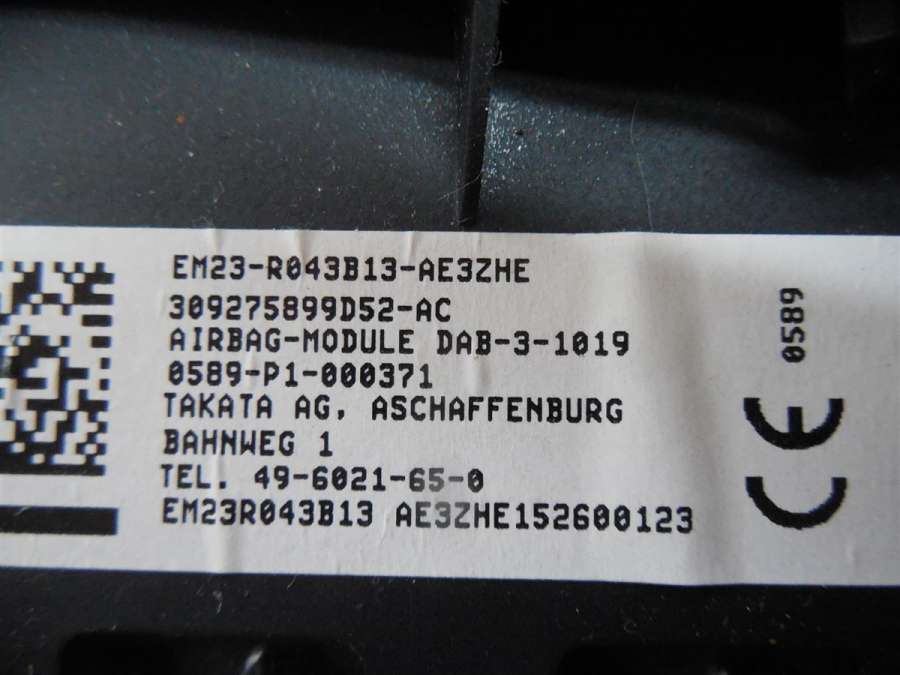 EM23-R043B13-AE3ZHE
309275899D52-AC
AIRBAG-MODULE DAB-3-1019
0589-P1-000371
TAKATA AG, ASCHAFFENBURG
BAHNWEG 1
TEL. 49-6021-65-0
EM23R043B13 AE3ZHE152600123
CE 0589